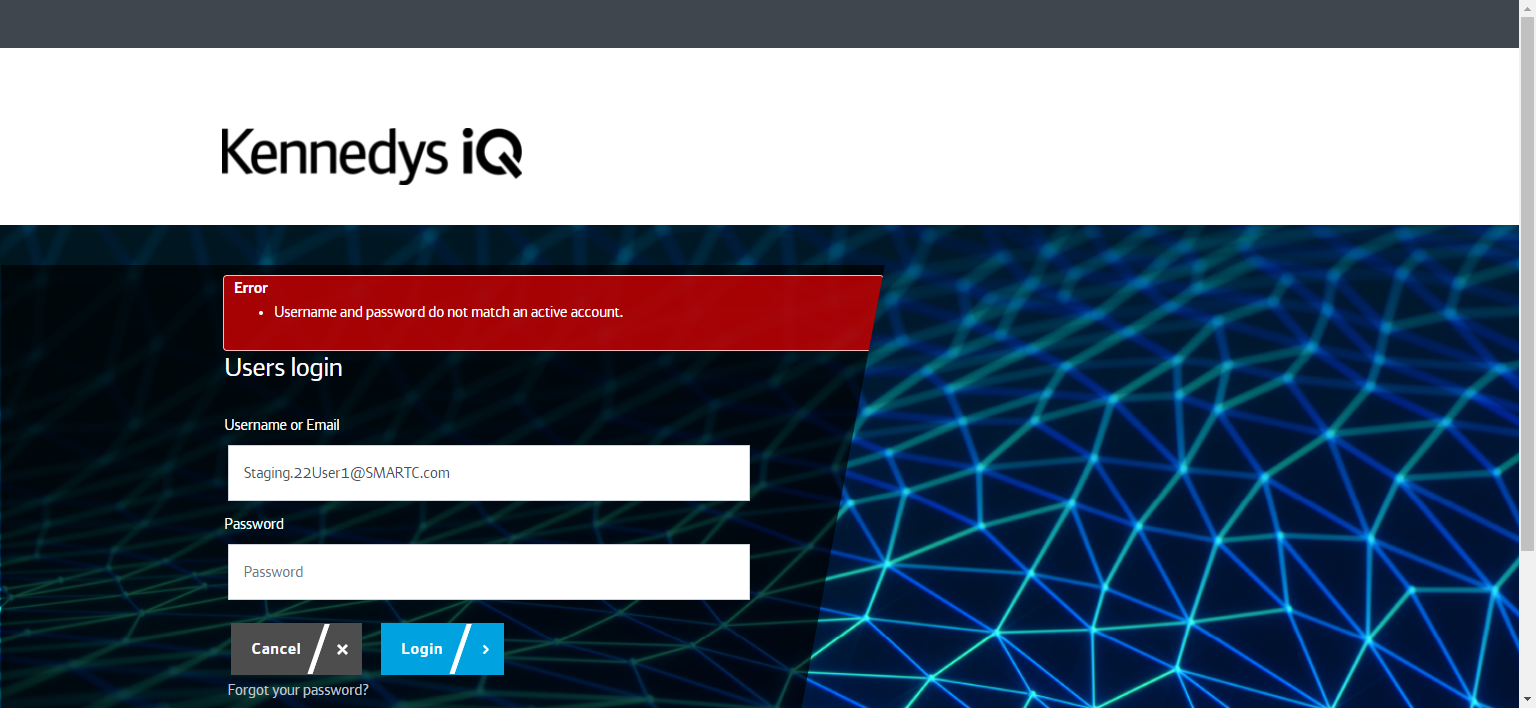 Kennedys iQ
Error
Username and password do not match an active account.
Users login
Username or Email
Staging.22User1@SMARTC.com
Password
Password
Cancel
Login
Forgot your password?